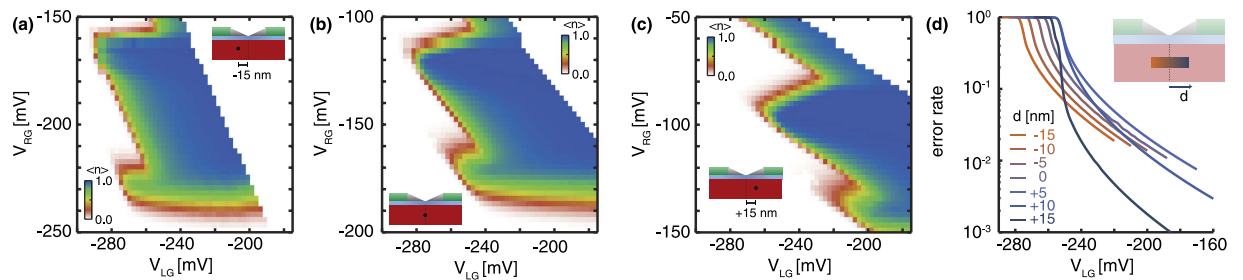 (a)
-150
-200
-250
V_RG [mV]
-280
-240
-200
V_LG [mV]
<n>
1.0
0.0
-15 nm
(b)
-100
-150
-200
V_RG [mV]
-280
-240
-200
V_LG [mV]
<n>
1.0
0.0
(c)
-50
-100
-150
V_RG [mV]
-280
-240
-200
V_LG [mV]
<n>
1.0
0.0
+15 nm
(d)
10^0
10^-1
10^-2
10^-3
error rate
d [nm]
-15
-10
-5
0
+5
+10
+15
d
-280
-240
-200
-160
V_LG [mV]